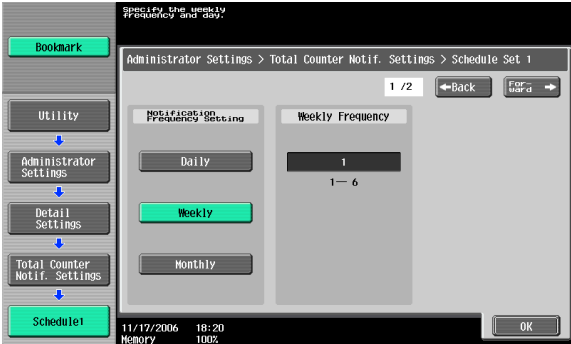 Specify the weekly
frequency and day.
Bookmark
Administrator Settings > Total Counter Notif. Settings > Schedule Set 1
1 /2
←Back
For-
ward →
Utility
Notification
Frequency Setting
Weekly Frequency
Administrator
Settings
Daily
1
1— 6
Detail
Settings
Weekly
Total Counter
Notif. Settings
Monthly
Schedule1
11/17/2006 18:20
Memory 100%
OK